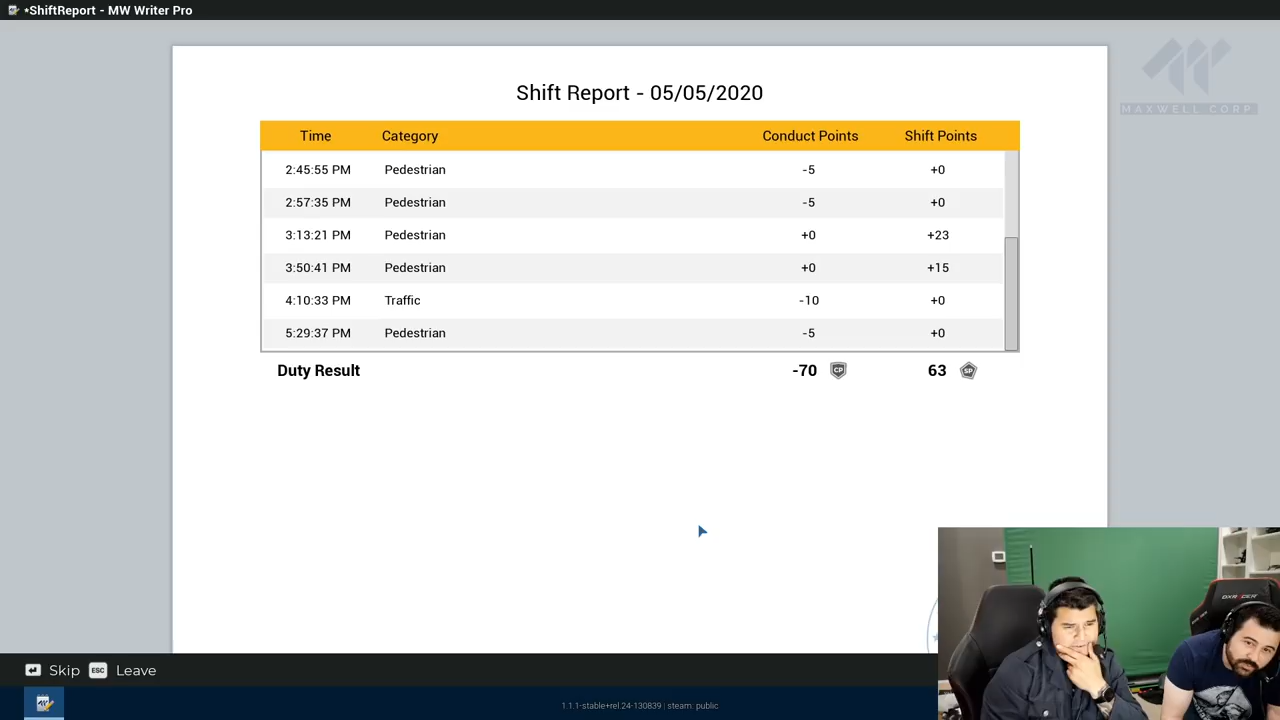 *ShiftReport - MW Writer Pro
MAXWELL CORP
Shift Report - 05/05/2020
Time Category Conduct Points Shift Points
2:45:55 PM Pedestrian -5 +0
2:57:35 PM Pedestrian -5 +0
3:13:21 PM Pedestrian +0 +23
3:50:41 PM Pedestrian +0 +15
4:10:33 PM Traffic -10 +0
5:29:37 PM Pedestrian -5 +0
Duty Result -70 CP 63 SP
DXRACER
Skip ESC Leave
1.1.1-stable+rel.24-130839 | steam: public